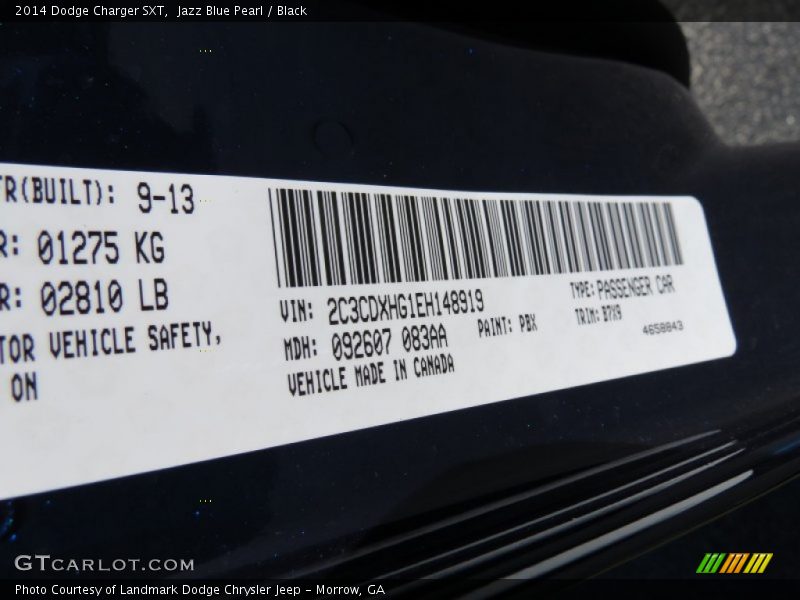 2014 Dodge Charger SXT, Jazz Blue Pearl / Black
TR(BUILT): 9-13
R: 01275 KG
R: 02810 LB
TOR VEHICLE SAFETY,
ON
VIN: 2C3CDXHG1EH148919
MDH: 092607 083AA
PAINT: PBX
VEHICLE MADE IN CANADA
TYPE: PASSENGER CAR
TRIM: B7X9
4658843
GTCARLOT.COM
Photo Courtesy of Landmark Dodge Chrysler Jeep - Morrow, GA